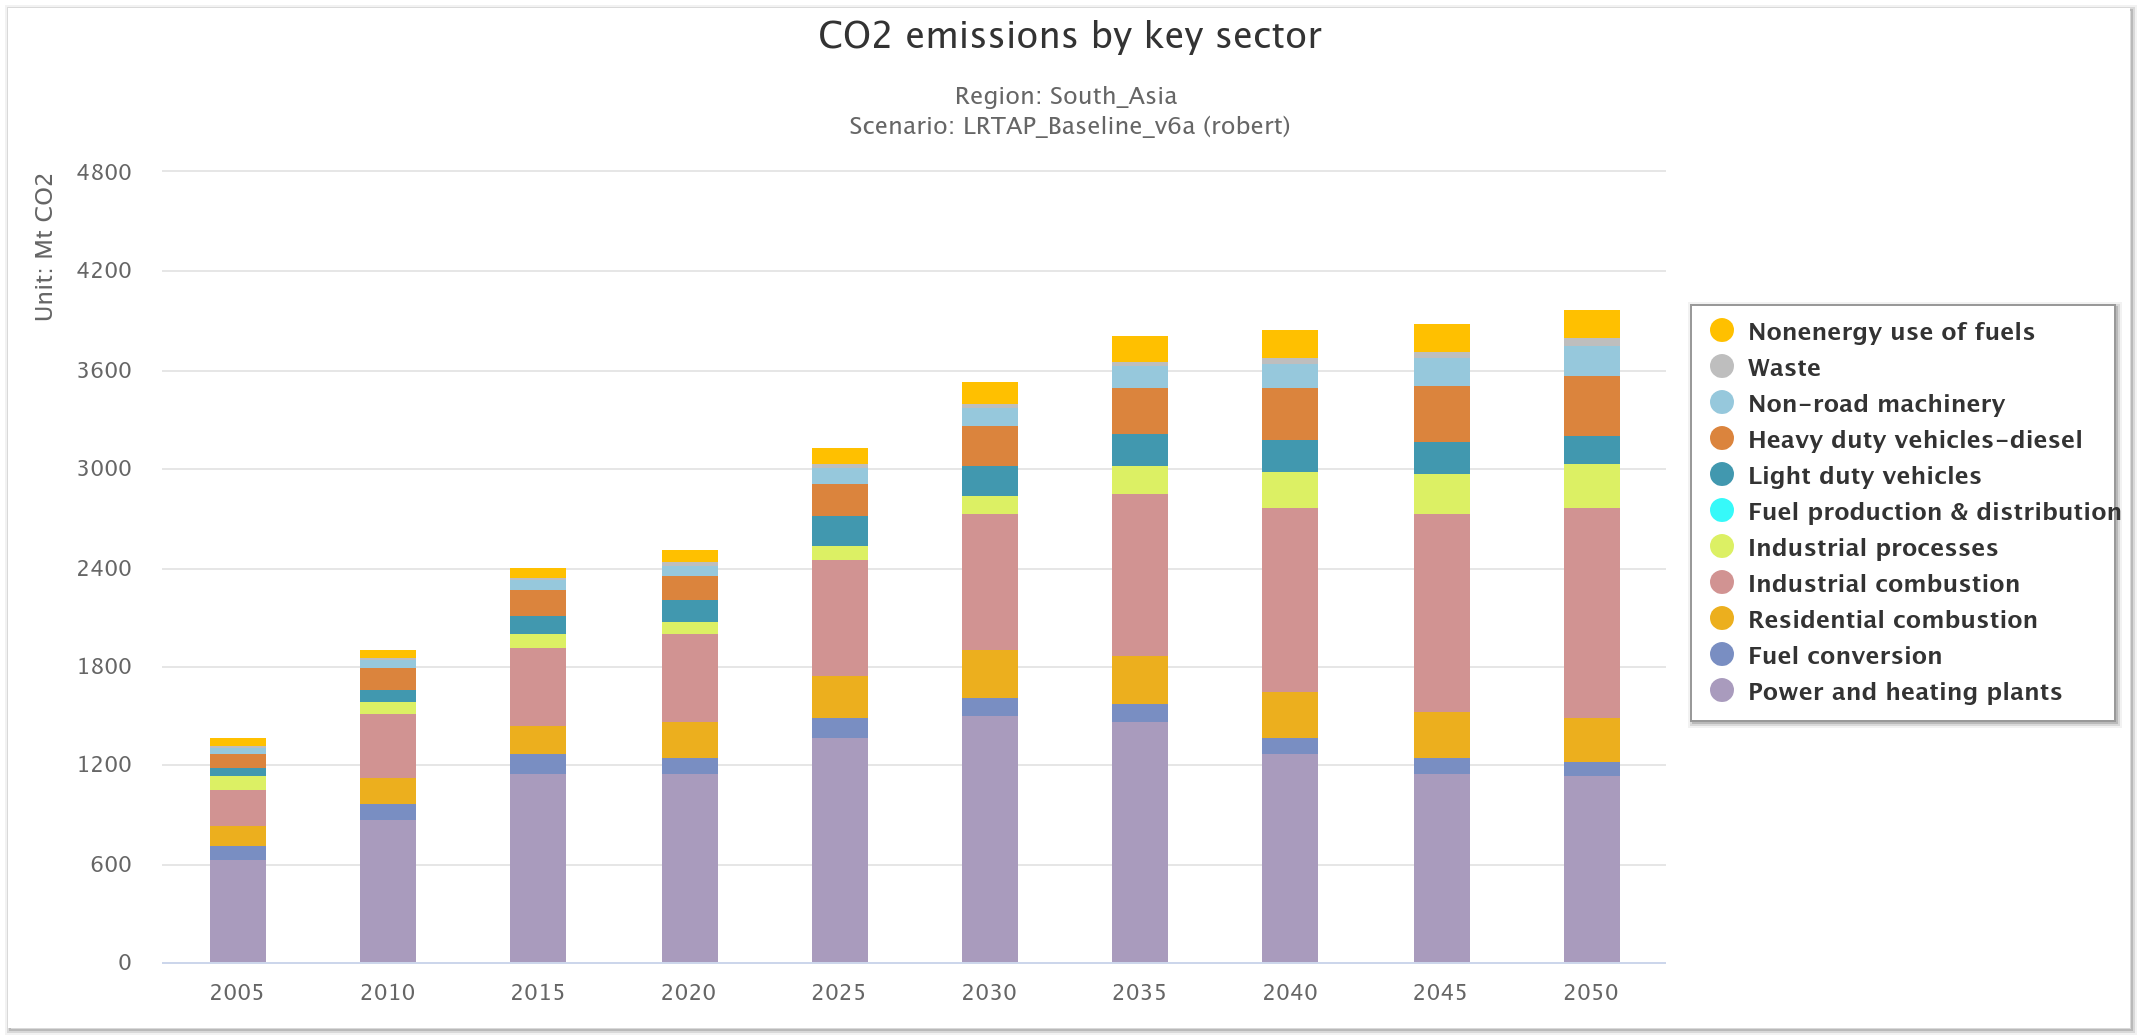 CO2 emissions by key sector
Region: South_Asia
Scenario: LRTAP_Baseline_v6a (robert)
Unit: Mt CO2
4800
4200
3600
3000
2400
1800
1200
600
0
2005 2010 2015 2020 2025 2030 2035 2040 2045 2050
Nonenergy use of fuels
Waste
Non-road machinery
Heavy duty vehicles-diesel
Light duty vehicles
Fuel production & distribution
Industrial processes
Industrial combustion
Residential combustion
Fuel conversion
Power and heating plants